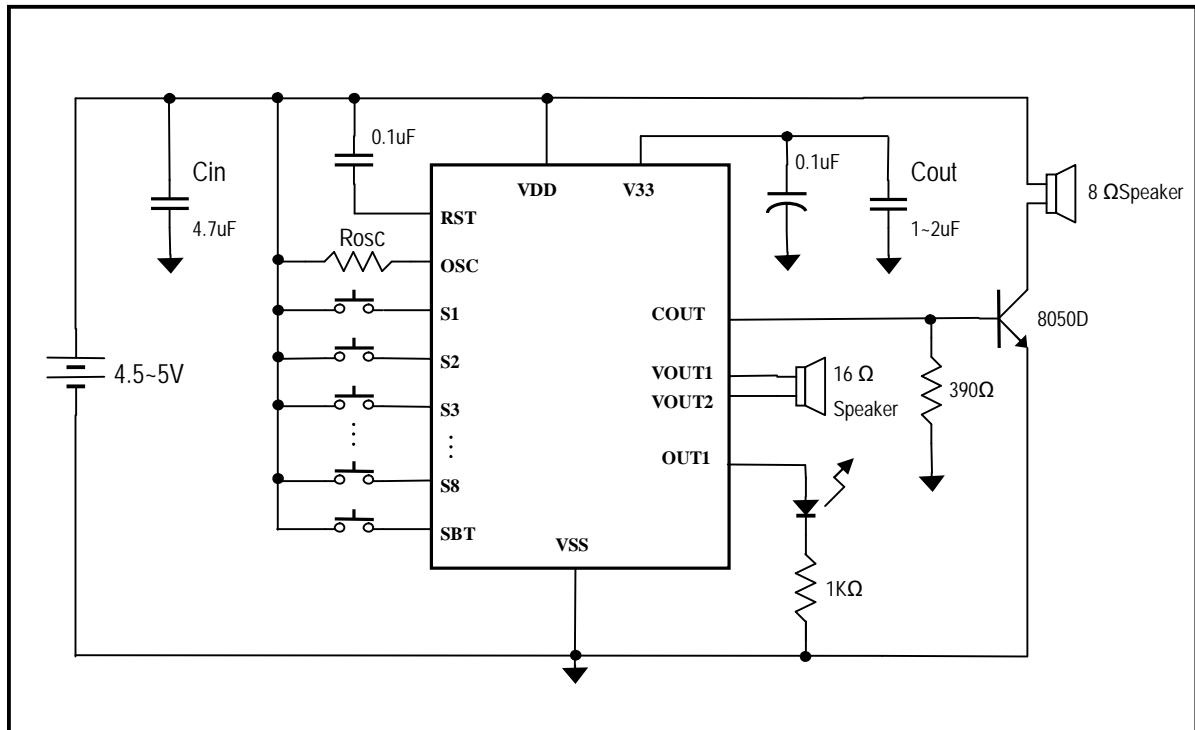 0.1uF
Cin
4.7uF
VDD
V33
0.1uF
Cout
1~2uF
8 ΩSpeaker
RST
Rosc
OSC
S1
COUT
8050D
4.5~5V
S2
VOUT1
16 Ω
S3
VOUT2
Speaker
390Ω
S8
OUT1
SBT
VSS
1KΩ